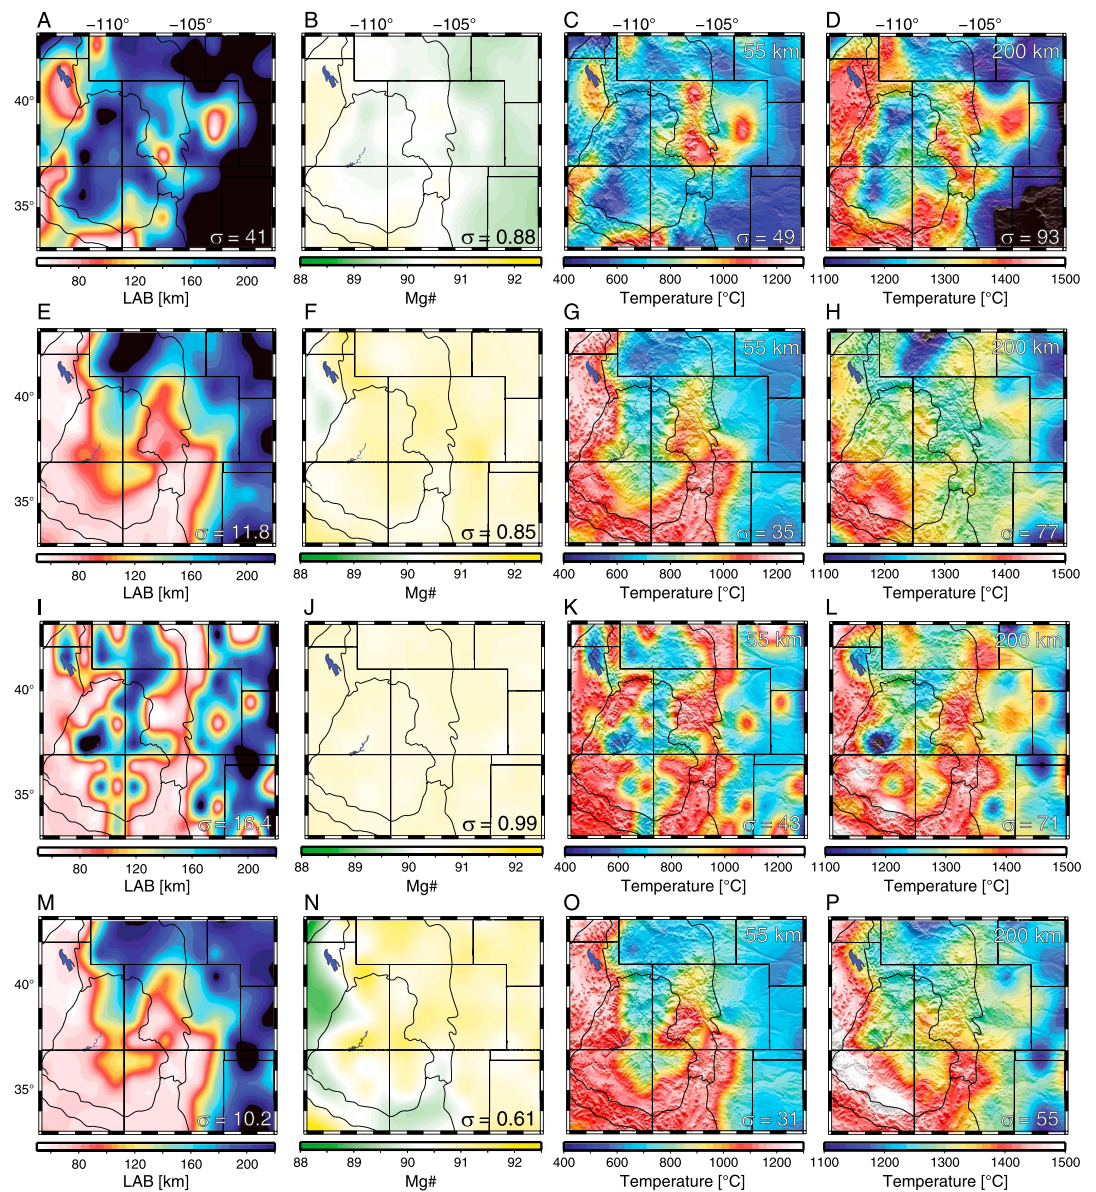 A B C D
−110° −105° −110° −105° −110° −105° −110° −105°
55 km 200 km
40°
35°
σ = 41 σ = 0.88 σ = 49 σ = 93
80 120 160 200 88 89 90 91 92 400 600 800 1000 1200 1100 1200 1300 1400 1500
LAB [km] Mg# Temperature [°C] Temperature [°C]
E F G H
55 km 200 km
40°
35°
σ = 11.8 σ = 0.85 σ = 35 σ = 77
80 120 160 200 88 89 90 91 92 400 600 800 1000 1200 1100 1200 1300 1400 1500
LAB [km] Mg# Temperature [°C] Temperature [°C]
I J K L
55 km 200 km
40°
35°
σ = 16.4 σ = 0.99 σ = 43 σ = 71
80 120 160 200 88 89 90 91 92 400 600 800 1000 1200 1100 1200 1300 1400 1500
LAB [km] Mg# Temperature [°C] Temperature [°C]
M N O P
55 km 200 km
40°
35°
σ = 10.2 σ = 0.61 σ = 31 σ = 55
80 120 160 200 88 89 90 91 92 400 600 800 1000 1200 1100 1200 1300 1400 1500
LAB [km] Mg# Temperature [°C] Temperature [°C]